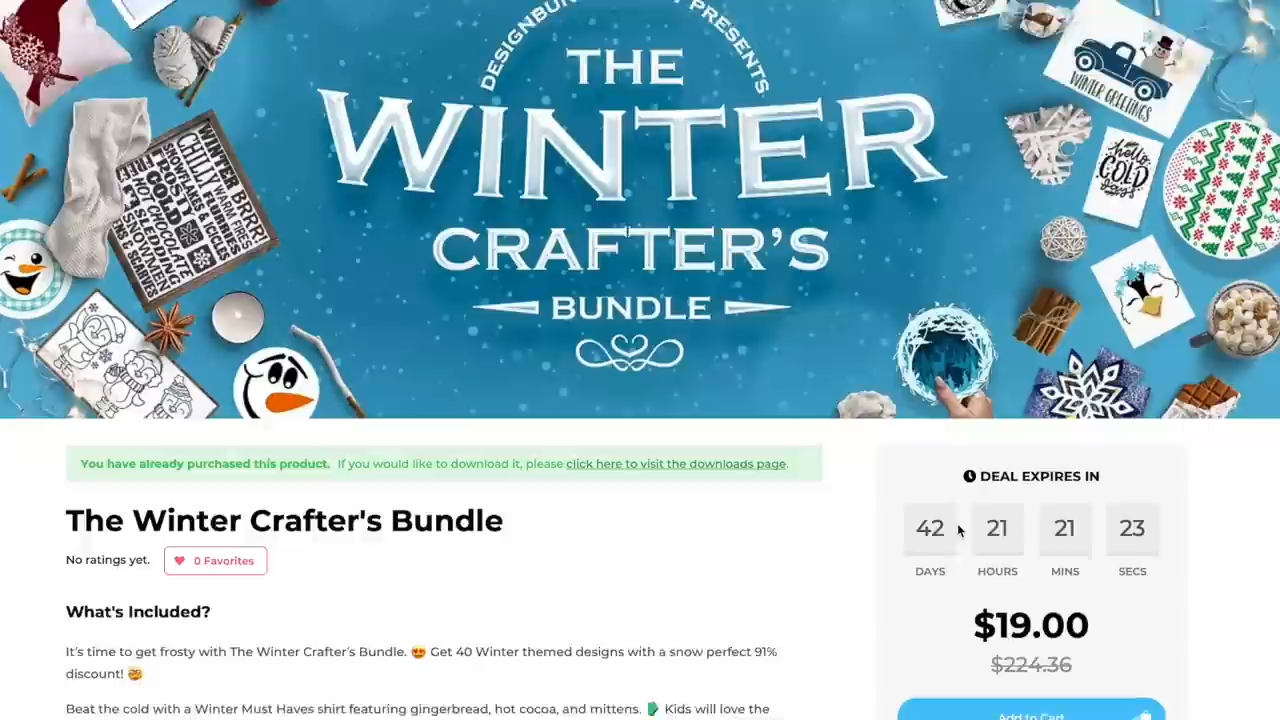 PRESENTS
THE
WINTER
CRAFTER'S
BUNDLE
WINTER GREETINGS
hello
COLD
days
WINTER BRRR!
You have already purchased this product. If you would like to download it, please click here to visit the downloads page.
The Winter Crafter's Bundle
No ratings yet.
0 Favorites
What's Included?
It's time to get frosty with The Winter Crafter's Bundle. 😍 Get 40 Winter themed designs with a snow perfect 91%
discount! 🤯
Beat the cold with a Winter Must Haves shirt featuring gingerbread, hot cocoa, and mittens. Kids will love the
DEAL EXPIRES IN
42 21 21 23
DAYS HOURS MINS SECS
$19.00
$224.36
Add to Cart